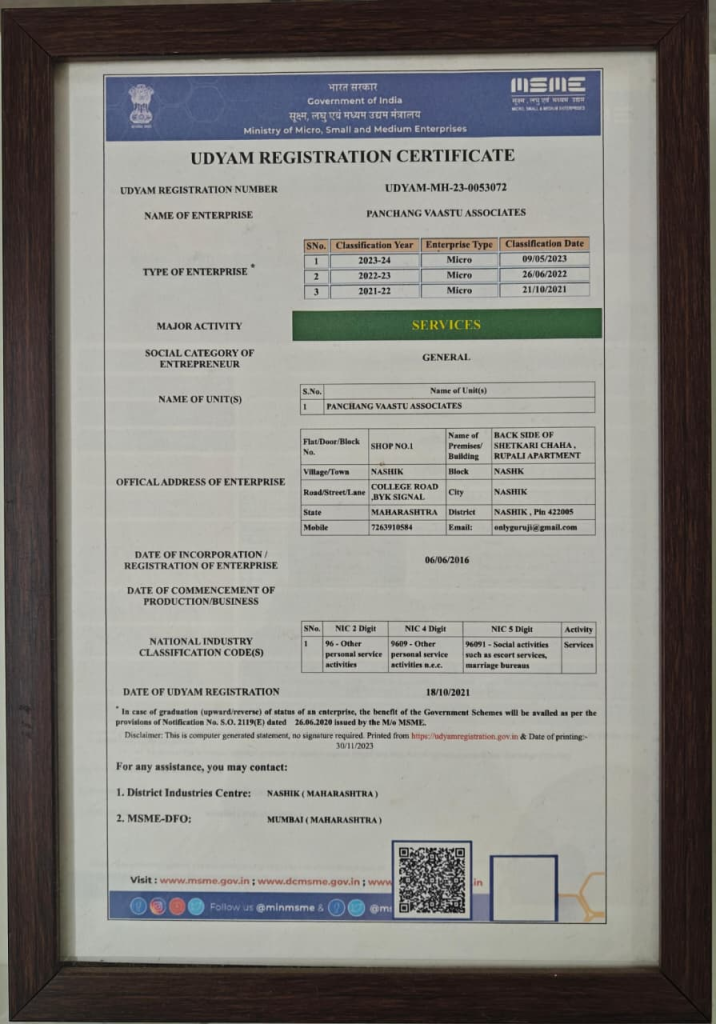 भारत सरकार
Government of India
सूक्ष्म, लघु एवं मध्यम उद्यम मंत्रालय
Ministry of Micro, Small and Medium Enterprises
MSME
सूक्ष्म, लघु एवं मध्यम उद्यम
MICRO, SMALL & MEDIUM ENTERPRISES
UDYAM REGISTRATION CERTIFICATE
UDYAM REGISTRATION NUMBER UDYAM-MH-23-0053072
NAME OF ENTERPRISE PANCHANG VAASTU ASSOCIATES
TYPE OF ENTERPRISE *
SNo. Classification Year Enterprise Type Classification Date
1 2023-24 Micro 09/05/2023
2 2022-23 Micro 26/06/2022
3 2021-22 Micro 21/10/2021
MAJOR ACTIVITY SERVICES
SOCIAL CATEGORY OF
ENTREPRENEUR
GENERAL
NAME OF UNIT(S)
S.No. Name of Unit(s)
1 PANCHANG VAASTU ASSOCIATES
OFFICAL ADDRESS OF ENTERPRISE
Flat/Door/Block
No.
SHOP NO.1
Name of
Premises/
Building
BACK SIDE OF
SHETKARI CHAHA ,
RUPALI APARTMENT
Village/Town NASHIK Block NASHK
Road/Street/Lane
COLLEGE ROAD
,BYK SIGNAL
City NASHIK
State MAHARASHTRA District NASHIK , Pin 422005
Mobile 7263910584 Email: onlyguruji@gmail.com
DATE OF INCORPORATION /
REGISTRATION OF ENTERPRISE
06/06/2016
DATE OF COMMENCEMENT OF
PRODUCTION/BUSINESS
NATIONAL INDUSTRY
CLASSIFICATION CODE(S)
SNo. NIC 2 Digit NIC 4 Digit NIC 5 Digit Activity
1
96 - Other
personal service
activities
9609 - Other
personal service
activities n.e.c.
96091 - Social activities
such as escort services,
marriage bureaus
Services
DATE OF UDYAM REGISTRATION 18/10/2021
* In case of graduation (upward/reverse) of status of an enterprise, the benefit of the Government Schemes will be availed as per the
provisions of Notification No. S.O. 2119(E) dated 26.06.2020 issued by the M/o MSME.
Disclaimer: This is computer generated statement, no signature required. Printed from https://udyamregistration.gov.in & Date of printing:-
30/11/2023
For any assistance, you may contact:
1. District Industries Centre: NASHIK ( MAHARASHTRA )
2. MSME-DFO: MUMBAI ( MAHARASHTRA )
Visit : www.msme.gov.in ; www.dcmsme.gov.in ; www in
Follow us @minmsme & @m